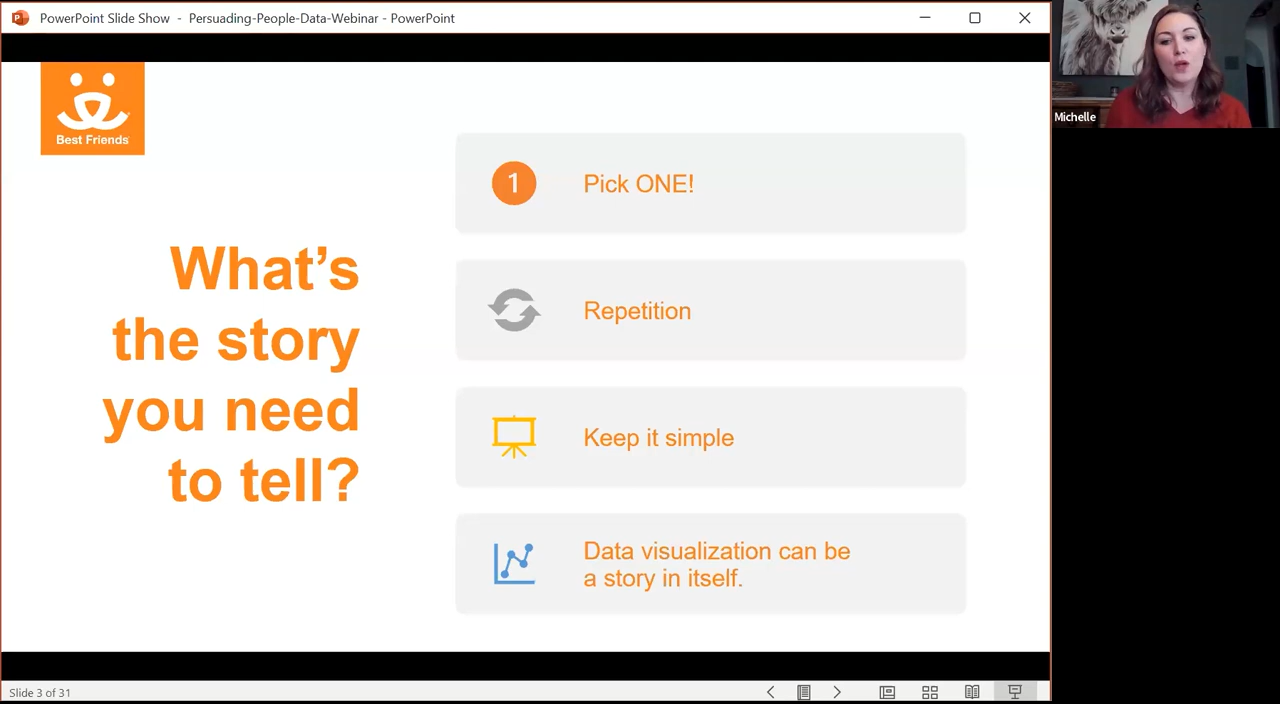 PowerPoint Slide Show - Persuading-People-Data-Webinar - PowerPoint
Michelle
Best Friends
What's
the story
you need
to tell?
1
Pick ONE!
Repetition
Keep it simple
Data visualization can be
a story in itself.
Slide 3 of 31